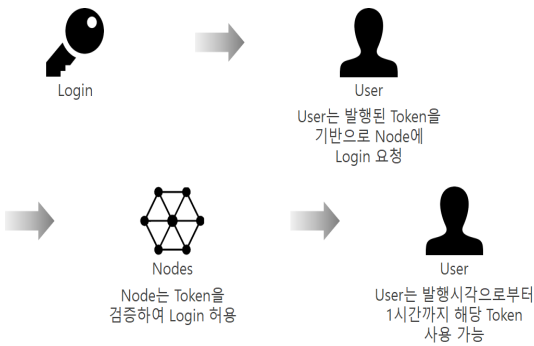 Login
User
User는 발행된 Token을
기반으로 Node에
Login 요청
Nodes
Node는 Token을
검증하여 Login 허용
User
User는 발행시각으로부터
1시간까지 해당 Token
사용 가능